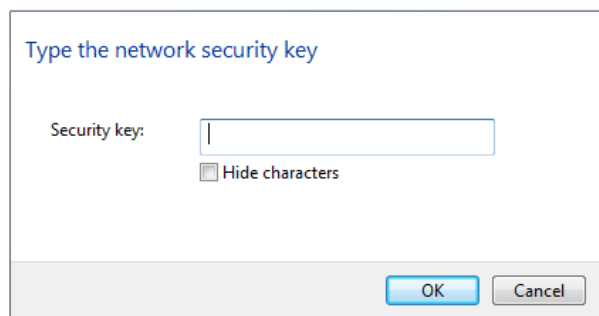 Type the network security key
Security key:
Hide characters
OK Cancel